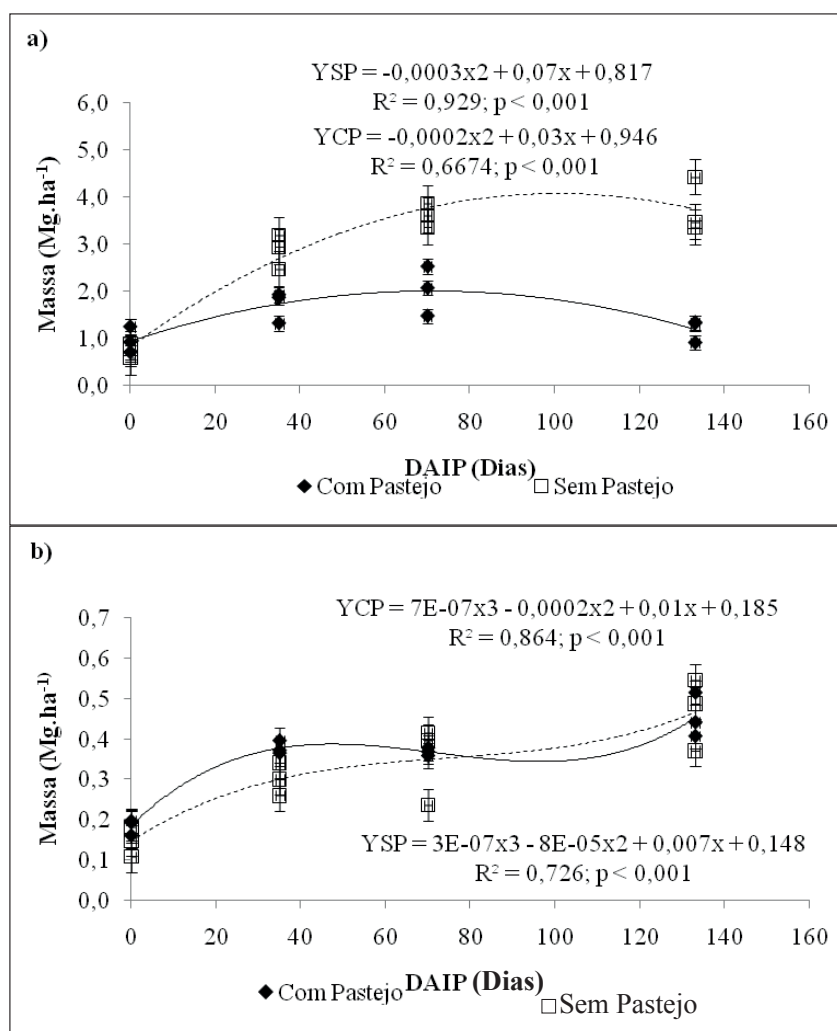 a)
YSP = -0,0003x2 + 0,07x + 0,817
R² = 0,929; p < 0,001
YCP = -0,0002x2 + 0,03x + 0,946
R² = 0,6674; p < 0,001
Massa (Mg.ha⁻¹)
6,0
5,0
4,0
3,0
2,0
1,0
0,0
0 20 40 60 80 100 120 140 160
DAIP (Dias)
Com Pastejo Sem Pastejo
b)
YCP = 7E-07x3 - 0,0002x2 + 0,01x + 0,185
R² = 0,864; p < 0,001
Massa (Mg.ha⁻¹)
0,7
0,6
0,5
0,4
0,3
0,2
0,1
0,0
YSP = 3E-07x3 - 8E-05x2 + 0,007x + 0,148
R² = 0,726; p < 0,001
0 20 40 60 80 100 120 140 160
DAIP (Dias)
Com Pastejo Sem Pastejo